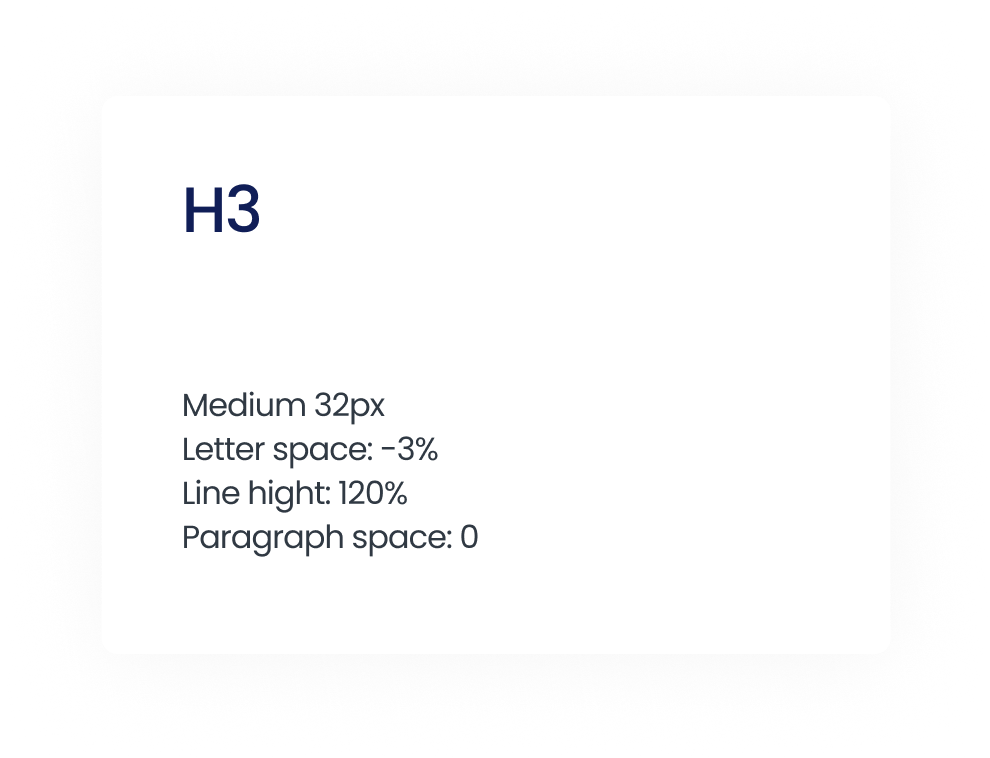 H3
Medium 32px
Letter space: -3%
Line hight: 120%
Paragraph space: 0